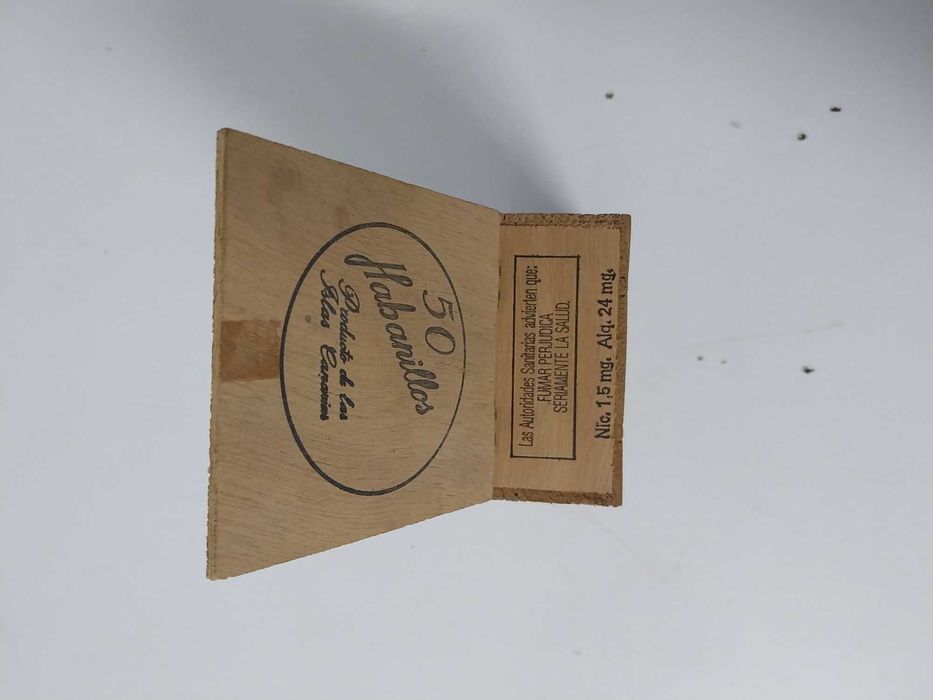 50
Habanillos
Producto de las
Islas Canarias
Las Autoridades Sanitarias advierten que:
FUMAR PERJUDICA
SERIAMENTE LA SALUD.
Nic. 1,5 mg. Alq. 24 mg.